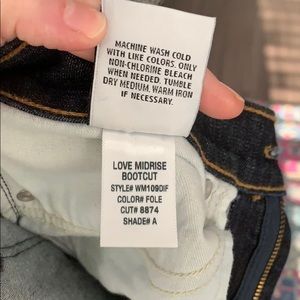 MACHINE WASH COLD
WITH LIKE COLORS. ONLY
NON-CHLORINE BLEACH
WHEN NEEDED. TUMBLE
DRY MEDIUM. WARM IRON
IF NECESSARY.
LOVE MIDRISE
BOOTCUT
STYLE# WM109DIF
COLOR# FOLE
CUT# 8874
SHADE# A